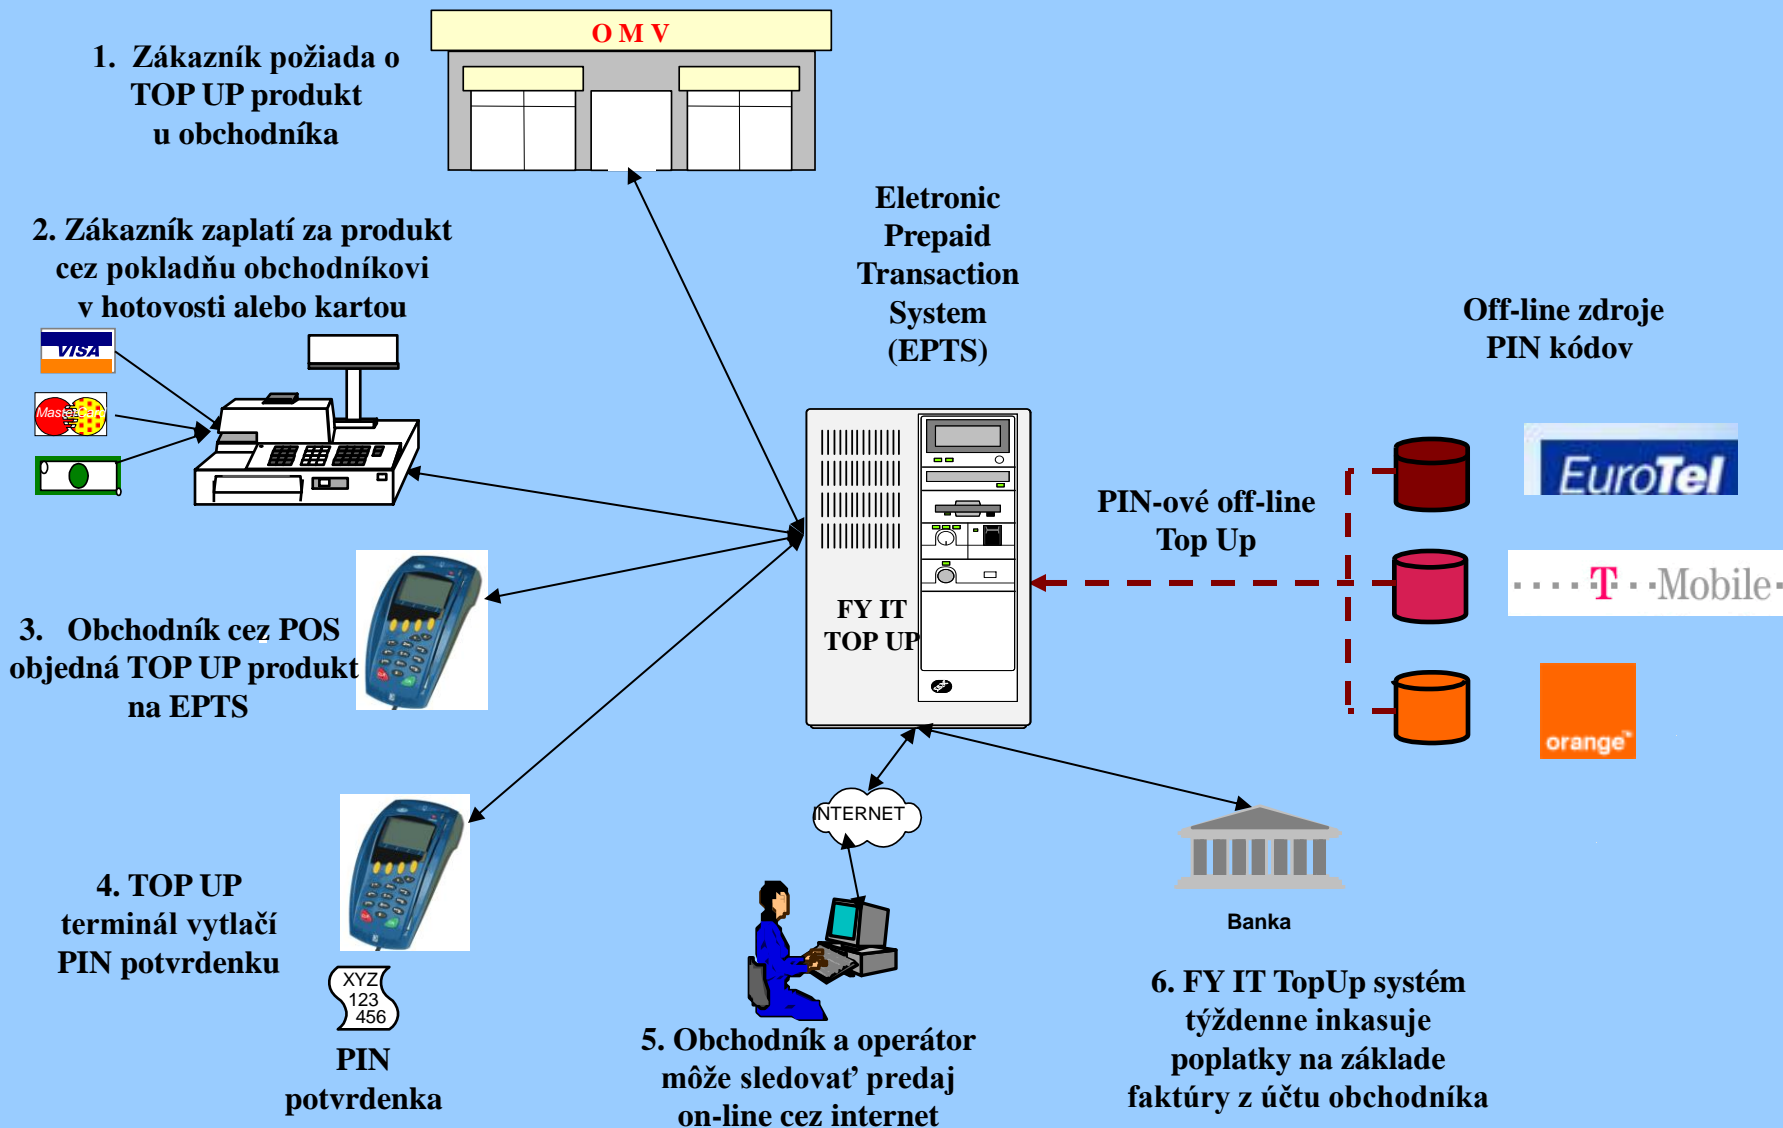 O M V
1. Zákazník požiada o
TOP UP produkt
u obchodníka
2. Zákazník zaplatí za produkt
cez pokladňu obchodníkovi
v hotovosti alebo kartou
VISA
Eletronic
Prepaid
Transaction
System
(EPTS)
Off-line zdroje
PIN kódov
EuroTel
PIN-ové off-line
Top Up
T
Mobile
orange™
FY IT
TOP UP
3. Obchodník cez POS
objedná TOP UP produkt
na EPTS
4. TOP UP
terminál vytlačí
PIN potvrdenku
XYZ
123
456
PIN
potvrdenka
INTERNET
5. Obchodník a operátor
môže sledovať predaj
on-line cez internet
Banka
6. FY IT TopUp systém
týždenne inkasuje
poplatky na základe
faktúry z účtu obchodníka